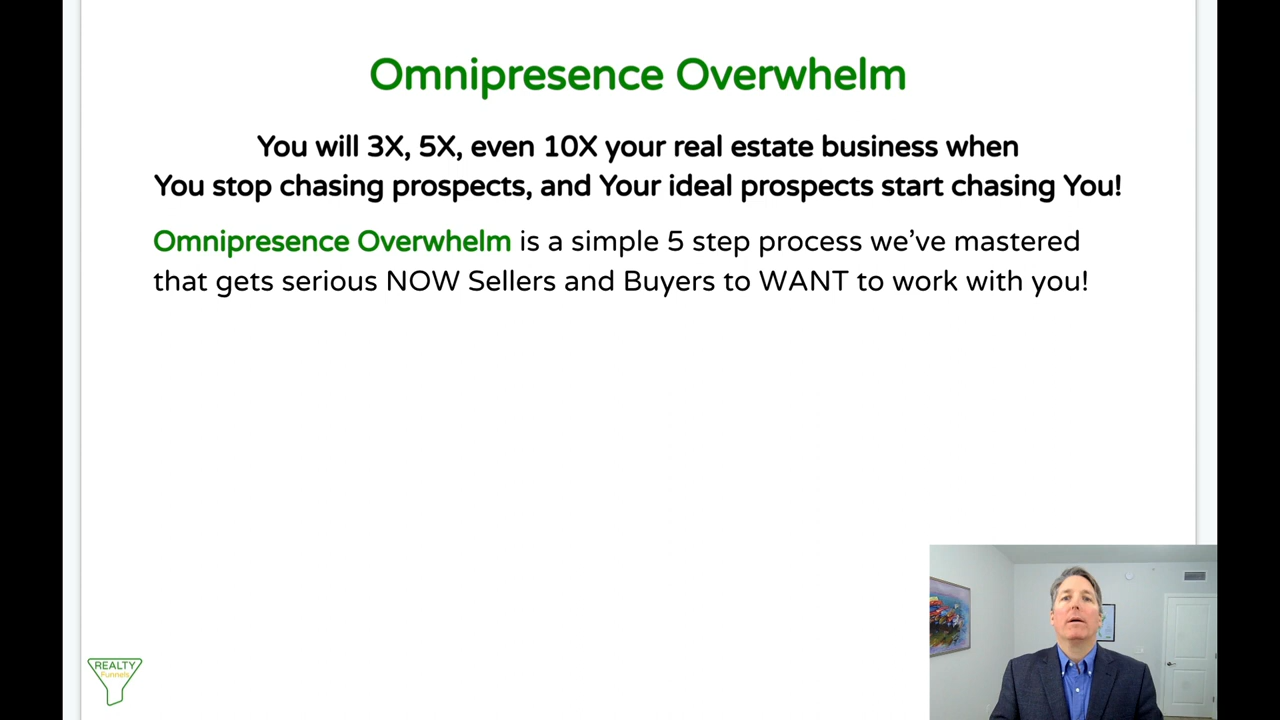 Omnipresence Overwhelm
You will 3X, 5X, even 10X your real estate business when
You stop chasing prospects, and Your ideal prospects start chasing You!
Omnipresence Overwhelm is a simple 5 step process we’ve mastered
that gets serious NOW Sellers and Buyers to WANT to work with you!
REALTY
Funnels